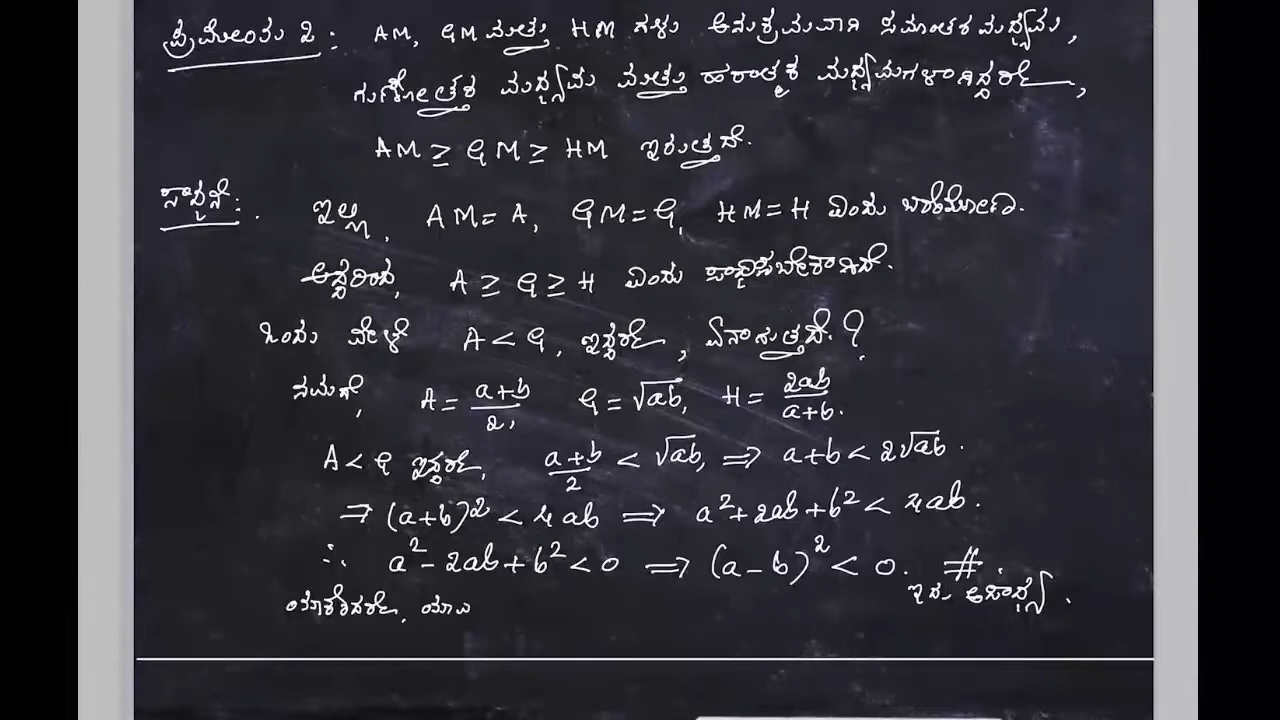 ಪ್ರಮೇಯ 2: AM, GM ಮತ್ತು HM ಗಳು ಅನುಕ್ರಮವಾಗಿ ಸಮಾಂತರ ಮಧ್ಯಮ,
ಗುಣೋತ್ತರ ಮಧ್ಯಮ ಮತ್ತು ಹರಾತ್ಮಕ ಮಧ್ಯಮಗಳಾಗಿದ್ದರೆ,
AM ≥ GM ≥ HM ಇರುತ್ತದೆ.
ಸಾಧನೆ: ಇಲ್ಲಿ, AM = A, GM = G, HM = H ಎಂದು ಬರೆಯೋಣ.
ಆದ್ದರಿಂದ, A ≥ G ≥ H ಎಂದು ಸಾಧಿಸಬೇಕಾಗಿದೆ.
ಒಂದು ವೇಳೆ A < G, ಇದ್ದರೆ, ಏನಾಗುತ್ತದೆ.?
ನಮಗೆ, A = \frac{a+b}{2}, G = √ab, H = \frac{2ab}{a+b}.
A < G ಇದ್ದರೆ, \frac{a+b}{2} < √ab, ⇒ a+b < 2√ab.
⇒ (a+b)² < 4ab ⇒ a² + 2ab + b² < 4ab.
∴ a² - 2ab + b² < 0 ⇒ (a - b)² < 0. #.
ಇದು ಅಸಾಧ್ಯ.
ಯಾಕೆಂದರೆ,